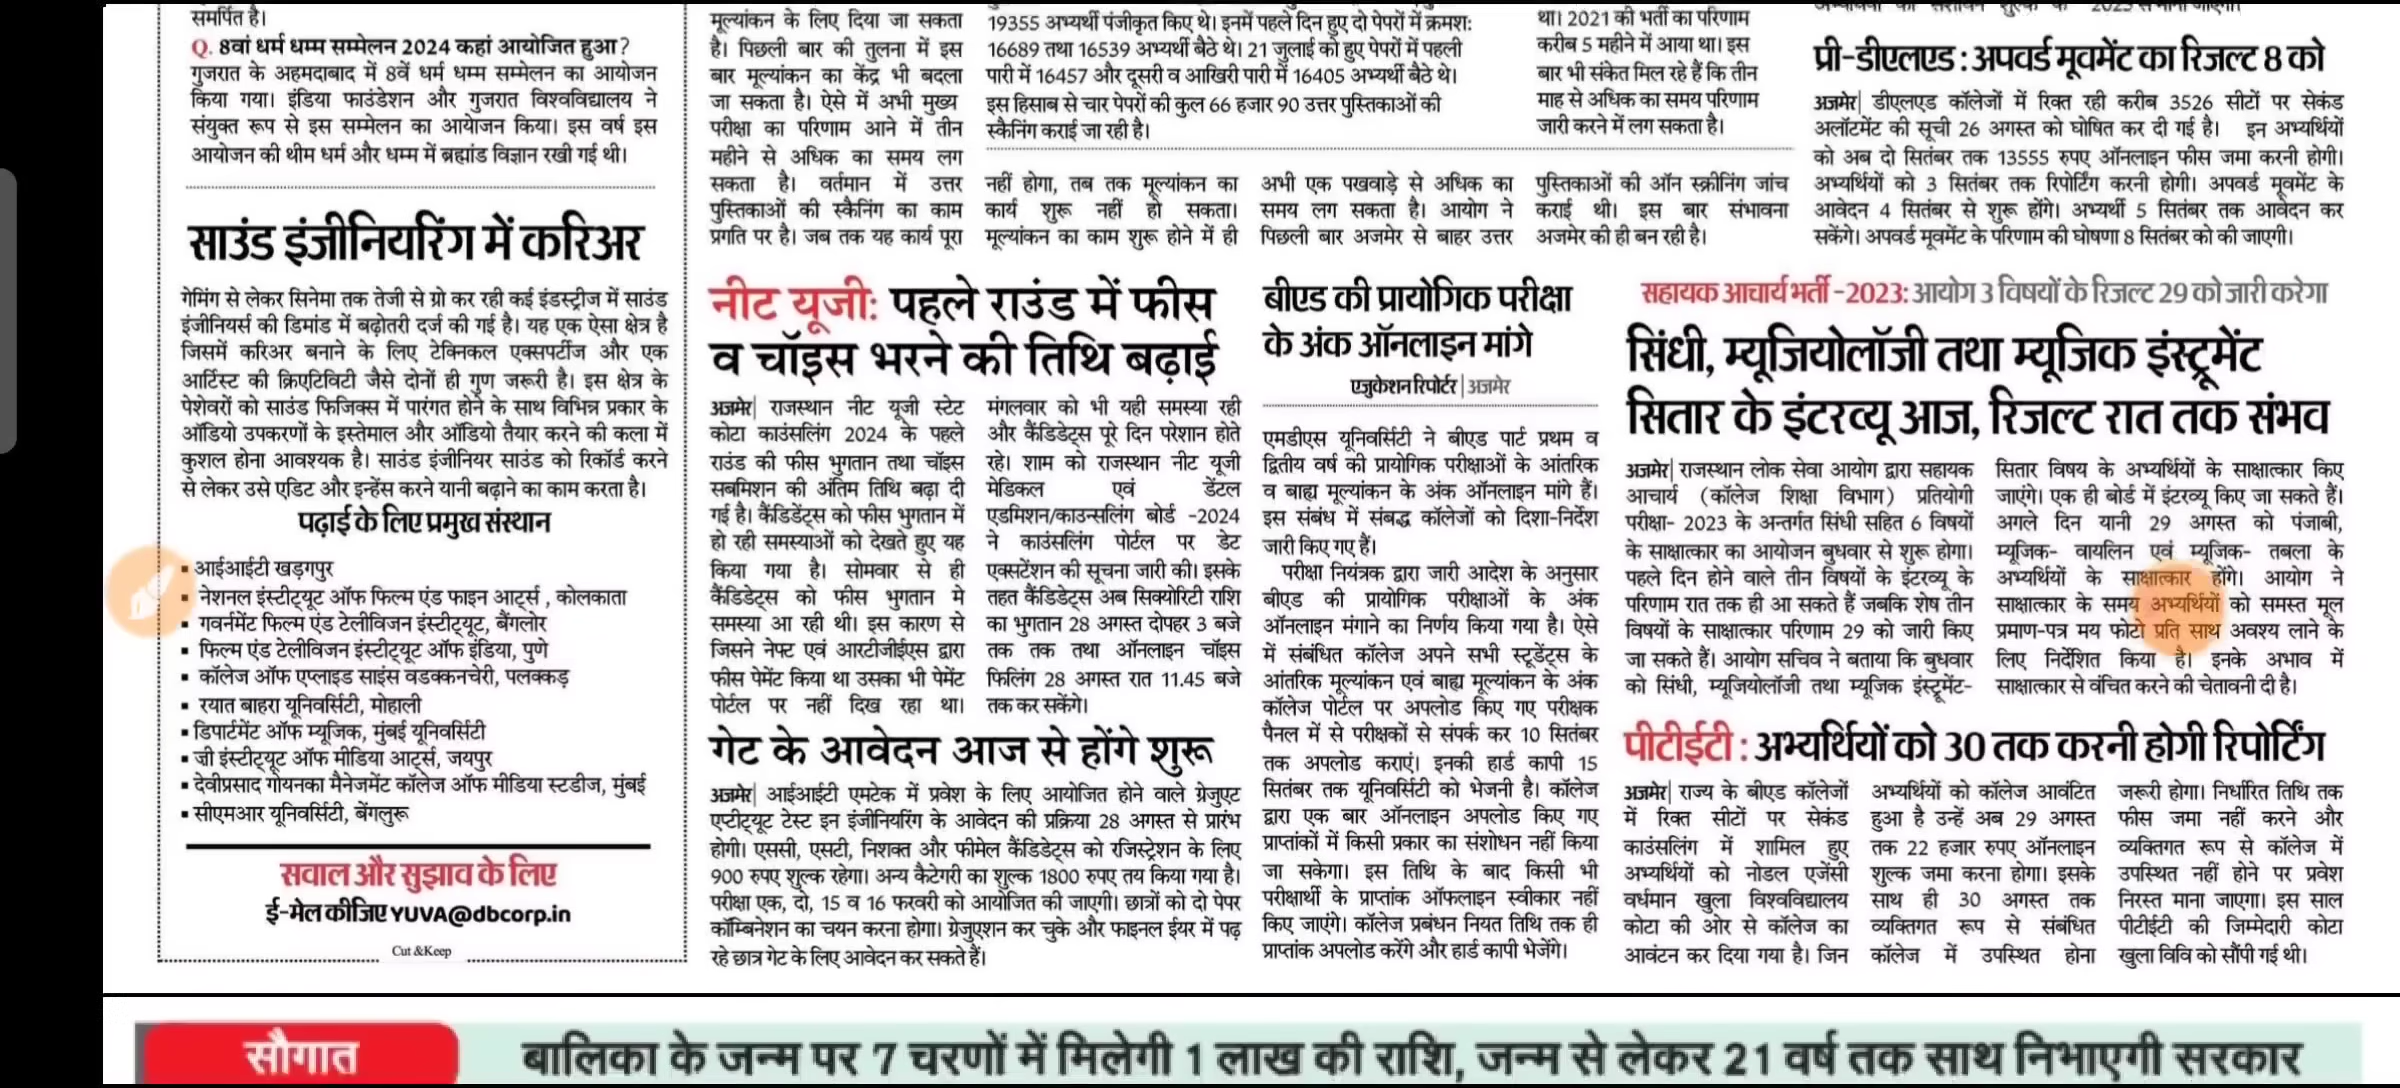 समर्पित है।
Q. 8वां धर्म धम्म सम्मेलन 2024 कहां आयोजित हुआ?
गुजरात के अहमदाबाद में 8वें धर्म धम्म सम्मेलन का आयोजन
किया गया। इंडिया फाउंडेशन और गुजरात विश्वविद्यालय ने
संयुक्त रूप से इस सम्मेलन का आयोजन किया। इस वर्ष इस
आयोजन की थीम धर्म और धम्म में ब्रह्मांड विज्ञान रखी गई थी।
साउंड इंजीनियरिंग में करिअर
गेमिंग से लेकर सिनेमा तक तेजी से ग्रो कर रही कई इंडस्ट्रीज में साउंड
इंजीनियर्स की डिमांड में बढ़ोतरी दर्ज की गई है। यह एक ऐसा क्षेत्र है
जिसमें करिअर बनाने के लिए टेक्निकल एक्सपर्टीज और एक
आर्टिस्ट की क्रिएटिविटी जैसे दोनों ही गुण जरूरी है। इस क्षेत्र के
पेशेवरों को साउंड फिजिक्स में पारंगत होने के साथ विभिन्न प्रकार के
ऑडियो उपकरणों के इस्तेमाल और ऑडियो तैयार करने की कला में
कुशल होना आवश्यक है। साउंड इंजीनियर साउंड को रिकॉर्ड करने
से लेकर उसे एडिट और इन्हेंस करने यानी बढ़ाने का काम करता है।
पढ़ाई के लिए प्रमुख संस्थान
▪ आईआईटी खड़गपुर
▪ नेशनल इंस्टीट्यूट ऑफ फिल्म एंड फाइन आर्ट्स , कोलकाता
▪ गवर्नमेंट फिल्म एंड टेलीविजन इंस्टीट्यूट, बैंगलोर
▪ फिल्म एंड टेलीविजन इंस्टीट्यूट ऑफ इंडिया, पुणे
▪ कॉलेज ऑफ एप्लाइड साइंस वडक्कनचेरी, पलक्कड़
▪ रयात बाहरा यूनिवर्सिटी, मोहाली
▪ डिपार्टमेंट ऑफ म्यूजिक, मुंबई यूनिवर्सिटी
▪ जी इंस्टीट्यूट ऑफ मीडिया आर्ट्स, जयपुर
▪ देवीप्रसाद गोयनका मैनेजमेंट कॉलेज ऑफ मीडिया स्टडीज, मुंबई
▪ सीएमआर यूनिवर्सिटी, बेंगलुरू
सवाल और सुझाव के लिए
ई-मेल कीजिए YUVA@dbcorp.in
Cut &Keep
मूल्यांकन के लिए दिया जा सकता
है। पिछली बार की तुलना में इस
बार मूल्यांकन का केंद्र भी बदला
जा सकता है। ऐसे में अभी मुख्य
परीक्षा का परिणाम आने में तीन
महीने से अधिक का समय लग
सकता है। वर्तमान में उत्तर
पुस्तिकाओं की स्कैनिंग का काम
प्रगति पर है। जब तक यह कार्य पूरा
19355 अभ्यर्थी पंजीकृत किए थे। इनमें पहले दिन हुए दो पेपरों में क्रमश:
16689 तथा 16539 अभ्यर्थी बैठे थे। 21 जुलाई को हुए पेपरों में पहली
पारी में 16457 और दूसरी व आखिरी पारी में 16405 अभ्यर्थी बैठे थे।
इस हिसाब से चार पेपरों की कुल 66 हजार 90 उत्तर पुस्तिकाओं की
स्कैनिंग कराई जा रही है।
था। 2021 की भर्ती का परिणाम
करीब 5 महीने में आया था। इस
बार भी संकेत मिल रहे हैं कि तीन
माह से अधिक का समय परिणाम
जारी करने में लग सकता है।
नहीं होगा, तब तक मूल्यांकन का
कार्य शुरू नहीं हो सकता।
मूल्यांकन का काम शुरू होने में ही
अभी एक पखवाड़े से अधिक का
समय लग सकता है। आयोग ने
पिछली बार अजमेर से बाहर उत्तर
पुस्तिकाओं की ऑन स्क्रीनिंग जांच
कराई थी। इस बार संभावना
अजमेर की ही बन रही है।
प्री-डीएलएड : अपवर्ड मूवमेंट का रिजल्ट 8 को
अजमेर| डीएलएड कॉलेजों में रिक्त रही करीब 3526 सीटों पर सेकंड
अलॉटमेंट की सूची 26 अगस्त को घोषित कर दी गई है। इन अभ्यर्थियों
को अब दो सितंबर तक 13555 रुपए ऑनलाइन फीस जमा करनी होगी।
अभ्यर्थियों को 3 सितंबर तक रिपोर्टिंग करनी होगी। अपवर्ड मूवमेंट के
आवेदन 4 सितंबर से शुरू होंगे। अभ्यर्थी 5 सितंबर तक आवेदन कर
सकेंगे। अपवर्ड मूवमेंट के परिणाम की घोषणा 8 सितंबर को की जाएगी।
नीट यूजी: पहले राउंड में फीस
व चॉइस भरने की तिथि बढ़ाई
अजमेर| राजस्थान नीट यूजी स्टेट
कोटा काउंसलिंग 2024 के पहले
राउंड की फीस भुगतान तथा चॉइस
सबमिशन की अंतिम तिथि बढ़ा दी
गई है। कैंडिडेंट्स को फीस भुगतान में
हो रही समस्याओं को देखते हुए यह
किया गया है। सोमवार से ही
कैंडिडेट्स को फीस भुगतान मे
समस्या आ रही थी। इस कारण से
जिसने नेफ्ट एवं आरटीजीईएस द्वारा
फीस पेमेंट किया था उसका भी पेमेंट
पोर्टल पर नहीं दिख रहा था।
मंगलवार को भी यही समस्या रही
और कैंडिडेट्स पूरे दिन परेशान होते
रहे। शाम को राजस्थान नीट यूजी
मेडिकल एवं डेंटल
एडमिशन/काउन्सलिंग बोर्ड -2024
ने काउंसलिंग पोर्टल पर डेट
एक्सटेंशन की सूचना जारी की। इसके
तहत कैंडिडेट्स अब सिक्योरिटी राशि
का भुगतान 28 अगस्त दोपहर 3 बजे
तक तक तथा ऑनलाइन चॉइस
फिलिंग 28 अगस्त रात 11.45 बजे
तक कर सकेंगे।
गेट के आवेदन आज से होंगे शुरू
अजमेर| आईआईटी एमटेक में प्रवेश के लिए आयोजित होने वाले ग्रेजुएट
एप्टीट्यूट टेस्ट इन इंजीनियरिंग के आवेदन की प्रक्रिया 28 अगस्त से प्रारंभ
होगी। एससी, एसटी, निशक्त और फीमेल कैंडिडेट्स को रजिस्ट्रेशन के लिए
900 रुपए शुल्क रहेगा। अन्य कैटेगरी का शुल्क 1800 रुपए तय किया गया है।
परीक्षा एक, दो, 15 व 16 फरवरी को आयोजित की जाएगी। छात्रों को दो पेपर
कॉम्बिनेशन का चयन करना होगा। ग्रेजुएशन कर चुके और फाइनल ईयर में पढ़
रहे छात्र गेट के लिए आवेदन कर सकते हैं।
बीएड की प्रायोगिक परीक्षा
के अंक ऑनलाइन मांगे
एजुकेशन रिपोर्टर | अजमेर
एमडीएस यूनिवर्सिटी ने बीएड पार्ट प्रथम व
द्वितीय वर्ष की प्रायोगिक परीक्षाओं के आंतरिक
व बाह्य मूल्यांकन के अंक ऑनलाइन मांगे हैं।
इस संबंध में संबद्ध कॉलेजों को दिशा-निर्देश
जारी किए गए हैं।
परीक्षा नियंत्रक द्वारा जारी आदेश के अनुसार
बीएड की प्रायोगिक परीक्षाओं के अंक
ऑनलाइन मंगाने का निर्णय किया गया है। ऐसे
में संबंधित कॉलेज अपने सभी स्टूडेंट्स के
आंतरिक मूल्यांकन एवं बाह्य मूल्यांकन के अंक
कॉलेज पोर्टल पर अपलोड किए गए परीक्षक
पैनल में से परीक्षकों से संपर्क कर 10 सितंबर
तक अपलोड कराएं। इनकी हार्ड कापी 15
सितंबर तक यूनिवर्सिटी को भेजनी है। कॉलेज
द्वारा एक बार ऑनलाइन अपलोड किए गए
प्राप्तांकों में किसी प्रकार का संशोधन नहीं किया
जा सकेगा। इस तिथि के बाद किसी भी
परीक्षार्थी के प्राप्तांक ऑफलाइन स्वीकार नहीं
किए जाएंगे। कॉलेज प्रबंधन नियत तिथि तक ही
प्राप्तांक अपलोड करेंगे और हार्ड कापी भेजेंगे।
सहायक आचार्य भर्ती -2023: आयोग 3 विषयों के रिजल्ट 29 को जारी करेगा
सिंधी, म्यूजियोलॉजी तथा म्यूजिक इंस्ट्रूमेंट
सितार के इंटरव्यू आज, रिजल्ट रात तक संभव
अजमेर| राजस्थान लोक सेवा आयोग द्वारा सहायक
आचार्य (कॉलेज शिक्षा विभाग) प्रतियोगी
परीक्षा- 2023 के अन्तर्गत सिंधी सहित 6 विषयों
के साक्षात्कार का आयोजन बुधवार से शुरू होगा।
पहले दिन होने वाले तीन विषयों के इंटरव्यू के
परिणाम रात तक ही आ सकते हैं जबकि शेष तीन
विषयों के साक्षात्कार परिणाम 29 को जारी किए
जा सकते हैं। आयोग सचिव ने बताया कि बुधवार
को सिंधी, म्यूजियोलॉजी तथा म्यूजिक इंस्ट्रूमेंट-
सितार विषय के अभ्यर्थियों के साक्षात्कार किए
जाएंगे। एक ही बोर्ड में इंटरव्यू किए जा सकते हैं।
अगले दिन यानी 29 अगस्त को पंजाबी,
म्यूजिक- वायलिन एवं म्यूजिक- तबला के
अभ्यर्थियों के साक्षात्कार होंगे। आयोग ने
साक्षात्कार के समय अभ्यर्थियों को समस्त मूल
प्रमाण-पत्र मय फोटो प्रति साथ अवश्य लाने के
लिए निर्देशित किया है। इनके अभाव में
साक्षात्कार से वंचित करने की चेतावनी दी है।
पीटीईटी : अभ्यर्थियों को 30 तक करनी होगी रिपोर्टिंग
अजमेर| राज्य के बीएड कॉलेजों
में रिक्त सीटों पर सेकंड
काउंसलिंग में शामिल हुए
अभ्यर्थियों को नोडल एजेंसी
वर्धमान खुला विश्वविद्यालय
कोटा की ओर से कॉलेज का
आवंटन कर दिया गया है। जिन
अभ्यर्थियों को कॉलेज आवंटित
हुआ है उन्हें अब 29 अगस्त
तक 22 हजार रुपए ऑनलाइन
शुल्क जमा करना होगा। इसके
साथ ही 30 अगस्त तक
व्यक्तिगत रूप से संबंधित
कॉलेज में उपस्थित होना
जरूरी होगा। निर्धारित तिथि तक
फीस जमा नहीं करने और
व्यक्तिगत रूप से कॉलेज में
उपस्थित नहीं होने पर प्रवेश
निरस्त माना जाएगा। इस साल
पीटीईटी की जिम्मेदारी कोटा
खुला विवि को सौंपी गई थी।
सौगात
बालिका के जन्म पर 7 चरणों में मिलेगी 1 लाख की राशि, जन्म से लेकर 21 वर्ष तक साथ निभाएगी सरकार